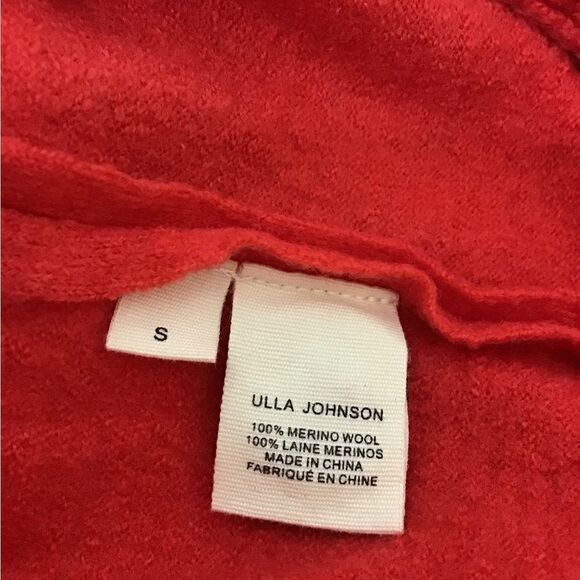 S
ULLA JOHNSON
100% MERINO WOOL
100% LAINE MERINOS
MADE IN CHINA
FABRIQUÉ EN CHINE